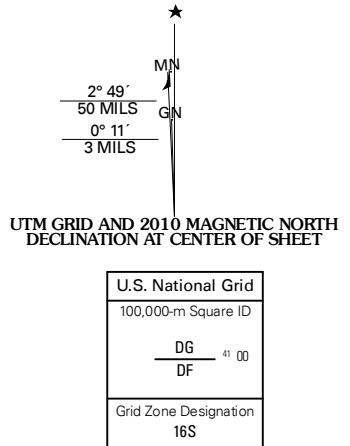 MN
2° 49´
50 MILS
GN
0° 11´
3 MILS
UTM GRID AND 2010 MAGNETIC NORTH
DECLINATION AT CENTER OF SHEET
U.S. National Grid
100,000-m Square ID
DG
41 00
DF
Grid Zone Designation
16S